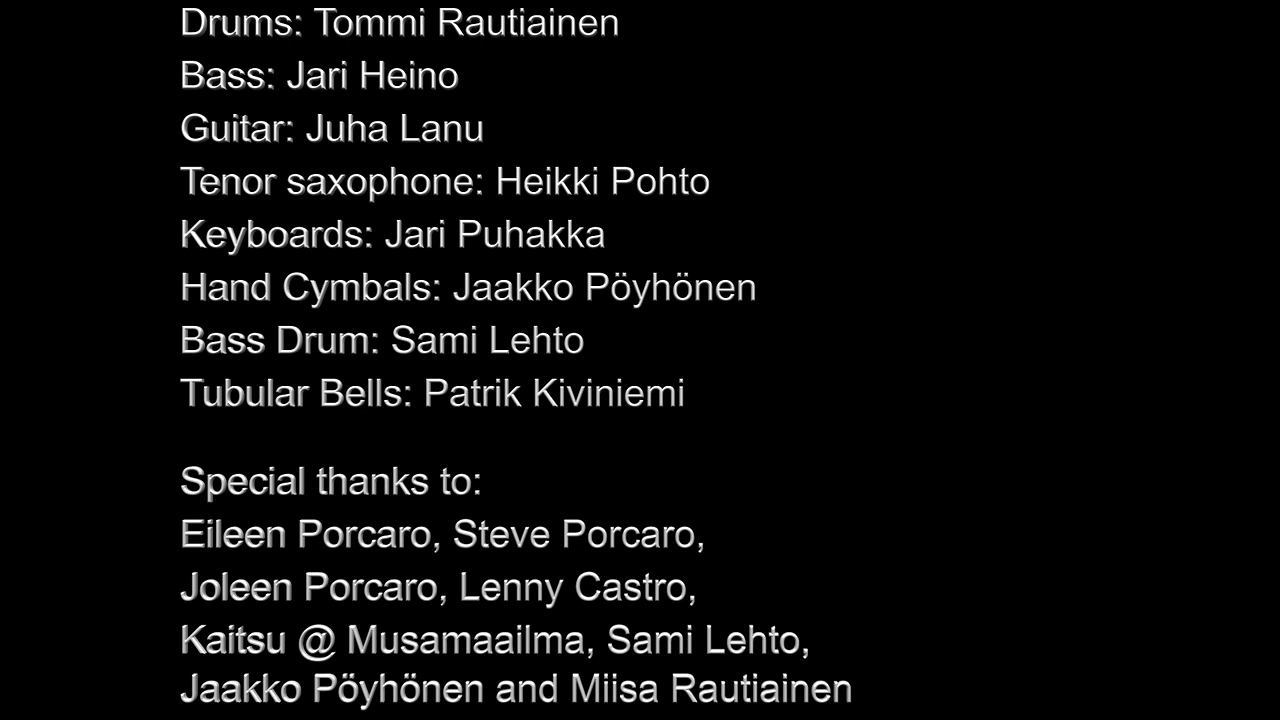 Drums: Tommi Rautiainen
Bass: Jari Heino
Guitar: Juha Lanu
Tenor saxophone: Heikki Pohto
Keyboards: Jari Puhakka
Hand Cymbals: Jaakko Pöyhönen
Bass Drum: Sami Lehto
Tubular Bells: Patrik Kiviniemi
Special thanks to:
Eileen Porcaro, Steve Porcaro,
Joleen Porcaro, Lenny Castro,
Kaitsu @ Musamaailma, Sami Lehto,
Jaakko Pöyhönen and Miisa Rautiainen